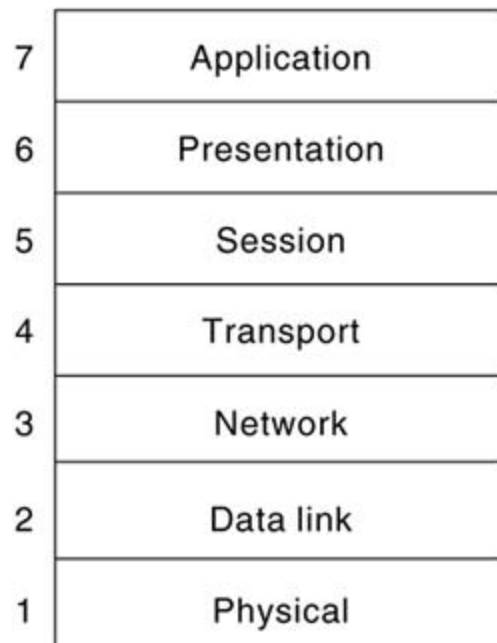 7 Application
6 Presentation
5 Session
4 Transport
3 Network
2 Data link
1 Physical